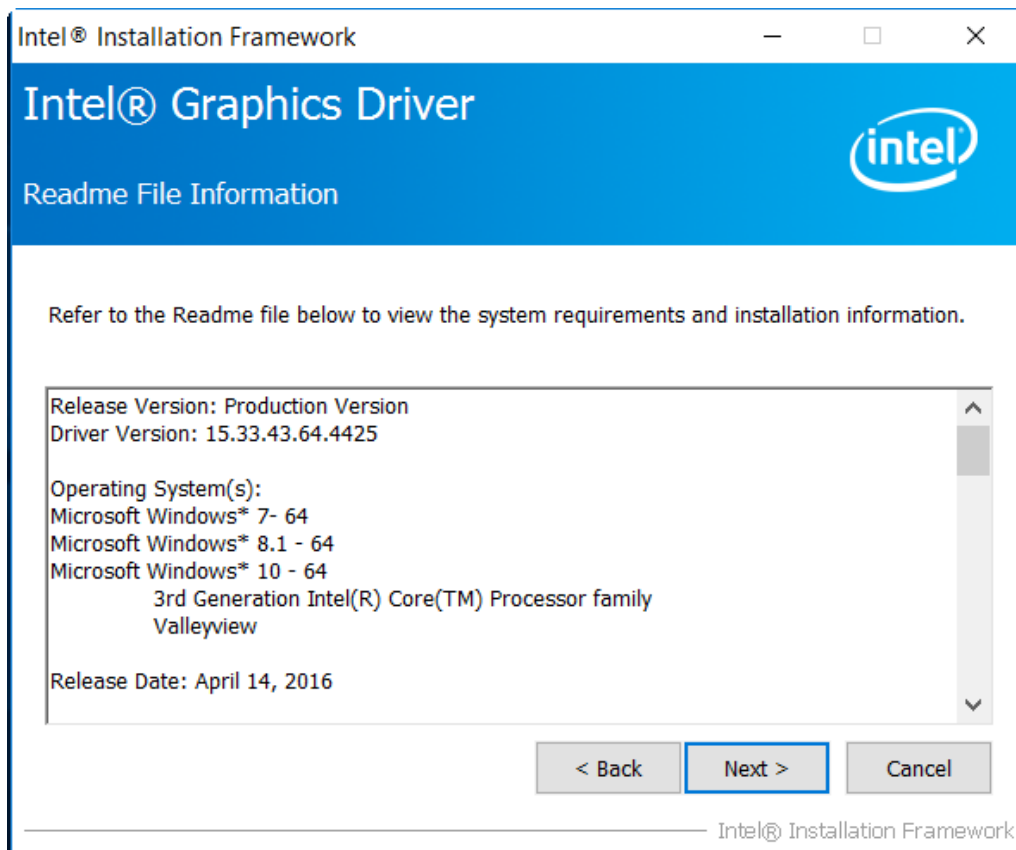 Intel® Installation Framework
Intel® Graphics Driver
intel
Readme File Information
Refer to the Readme file below to view the system requirements and installation information.
Release Version: Production Version
Driver Version: 15.33.43.64.4425
Operating System(s):
Microsoft Windows* 7- 64
Microsoft Windows* 8.1 - 64
Microsoft Windows* 10 - 64
3rd Generation Intel(R) Core(TM) Processor family
Valleyview
Release Date: April 14, 2016
< Back
Next >
Cancel
Intel® Installation Framework